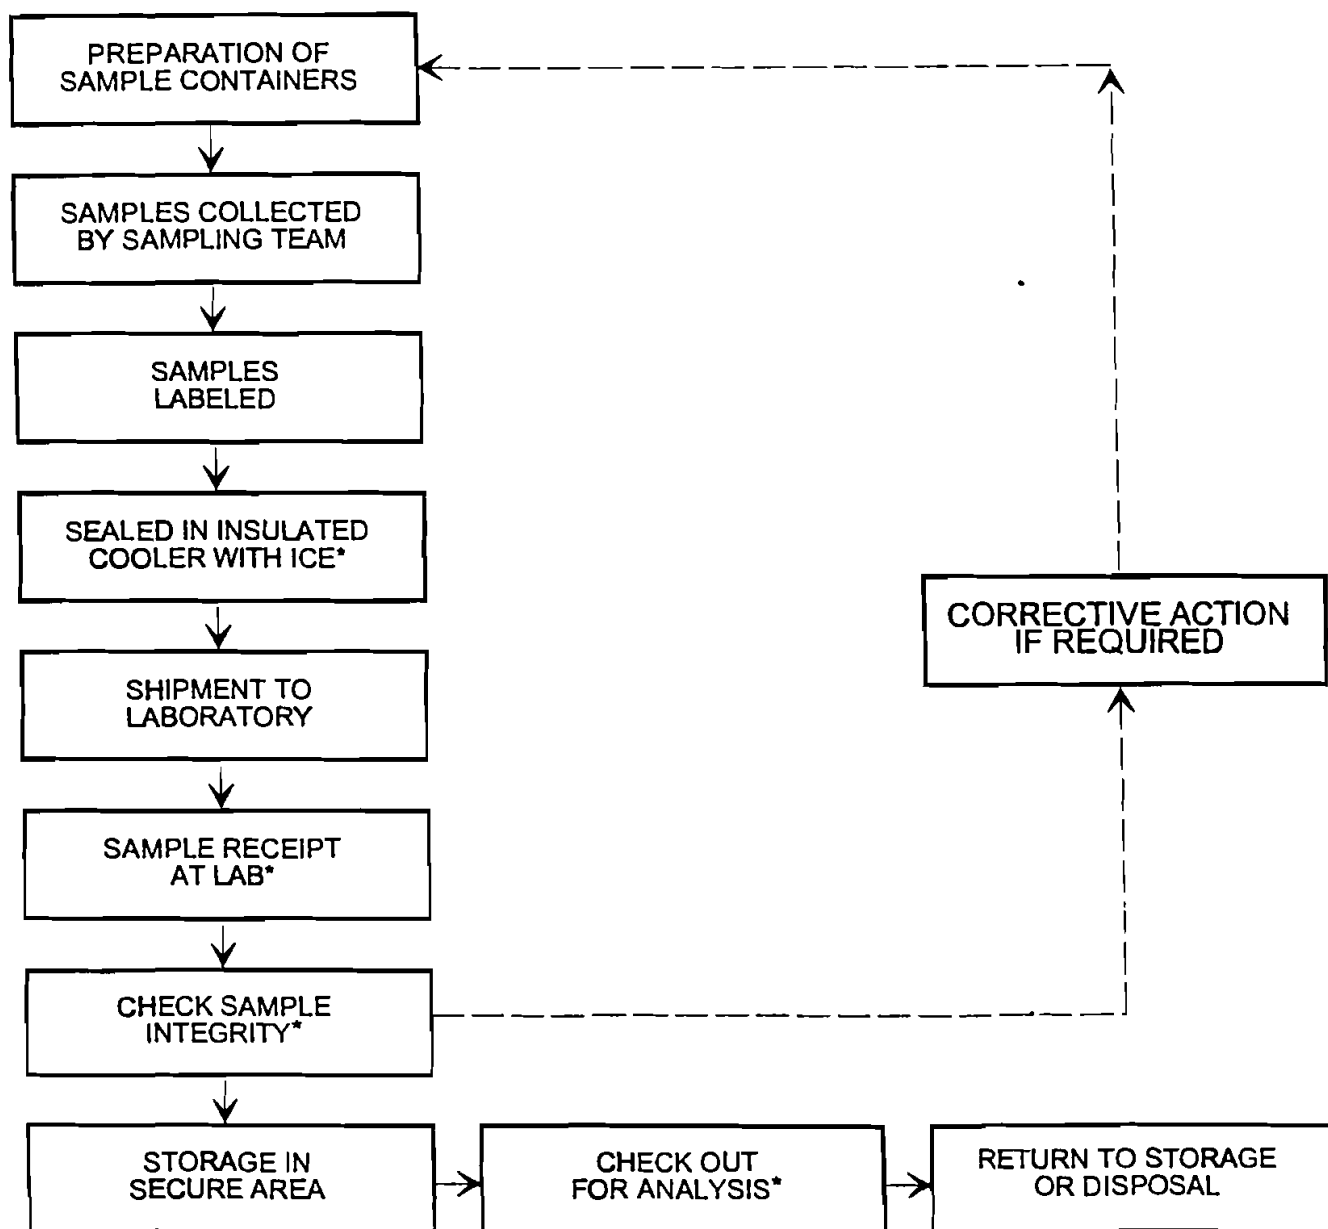 PREPARATION OF
SAMPLE CONTAINERS
SAMPLES COLLECTED
BY SAMPLING TEAM
SAMPLES
LABELED
SEALED IN INSULATED
COOLER WITH ICE*
SHIPMENT TO
LABORATORY
SAMPLE RECEIPT
AT LAB*
CHECK SAMPLE
INTEGRITY*
CORRECTIVE ACTION
IF REQUIRED
STORAGE IN
SECURE AREA
CHECK OUT
FOR ANALYSIS*
RETURN TO STORAGE
OR DISPOSAL